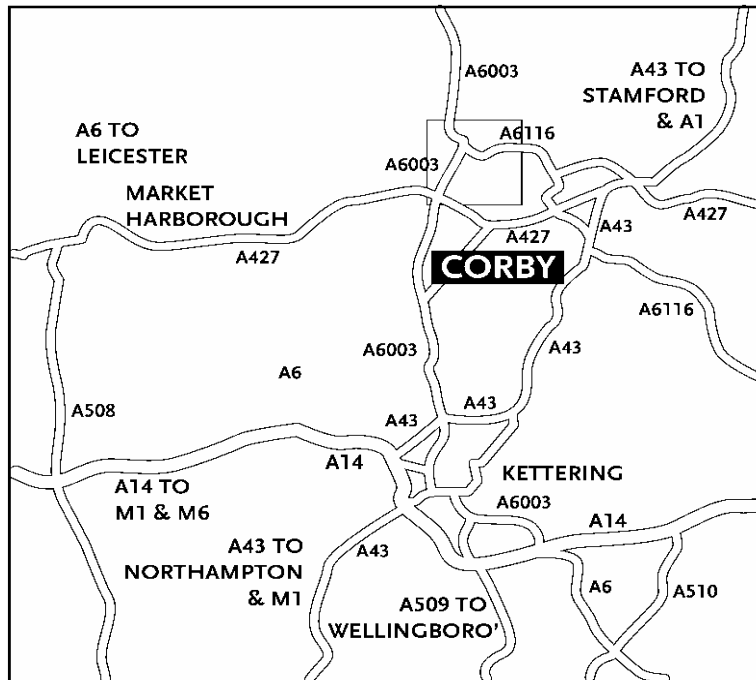 A6003
A43 TO
STAMFORD
& A1
A6 TO
LEICESTER
A6116
A6003
MARKET
HARBOROUGH
A427
A427
A43
A427
CORBY
A6116
A6003
A43
A6
A508
A43
A43
A14
KETTERING
A14 TO
M1 & M6
A6003
A14
A43 TO
NORTHAMPTON
& M1
A43
A509 TO
WELLINGBORO'
A6
A510